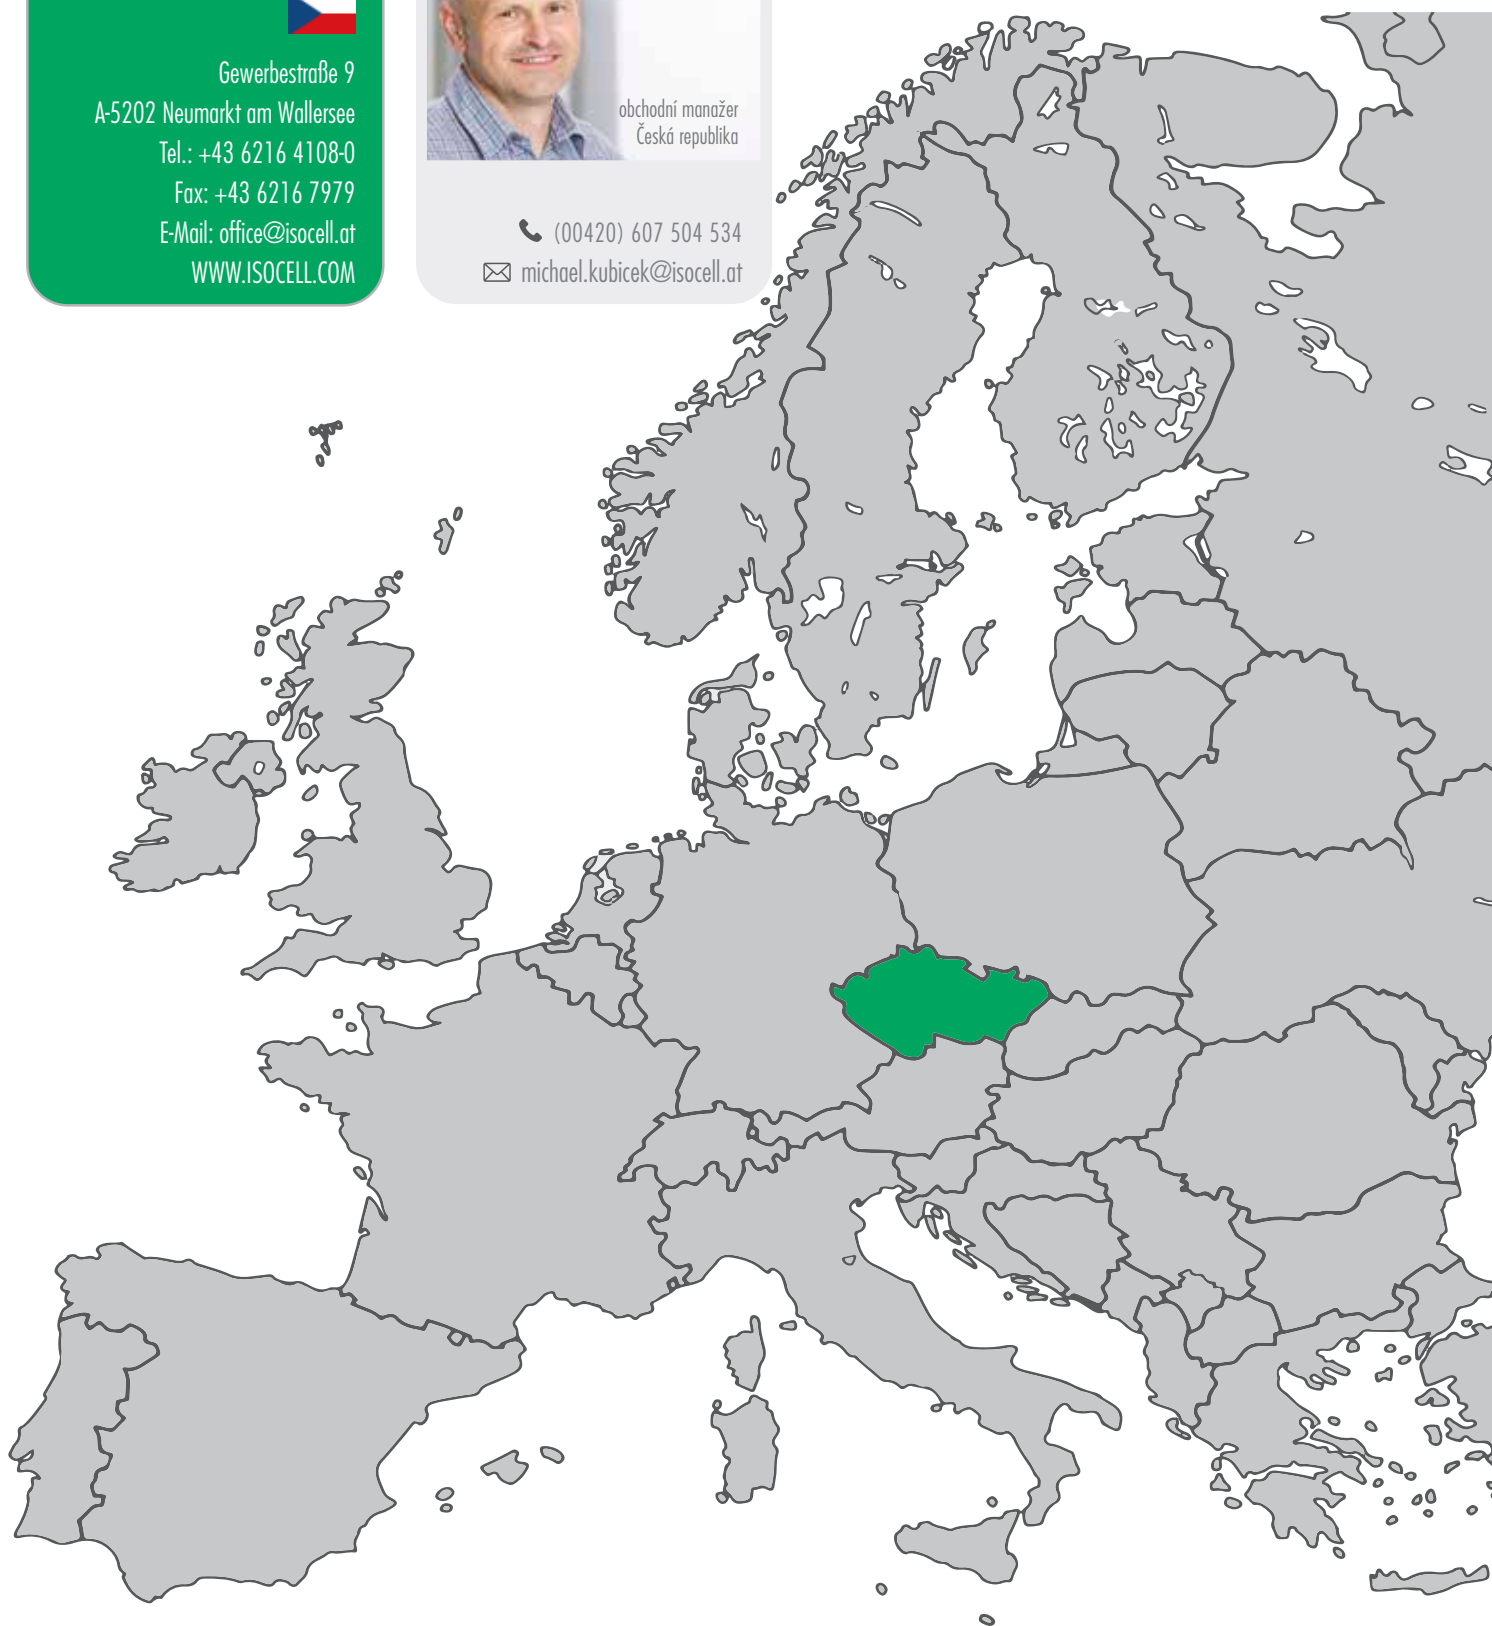 Gewerbestraße 9
A-5202 Neumarkt am Wallersee
Tel.: +43 6216 4108-0
Fax: +43 6216 7979
E-Mail: office@isocell.at
WWW.ISOCELL.COM
obchodní manažer
Česká republika
(00420) 607 504 534
michael.kubicek@isocell.at